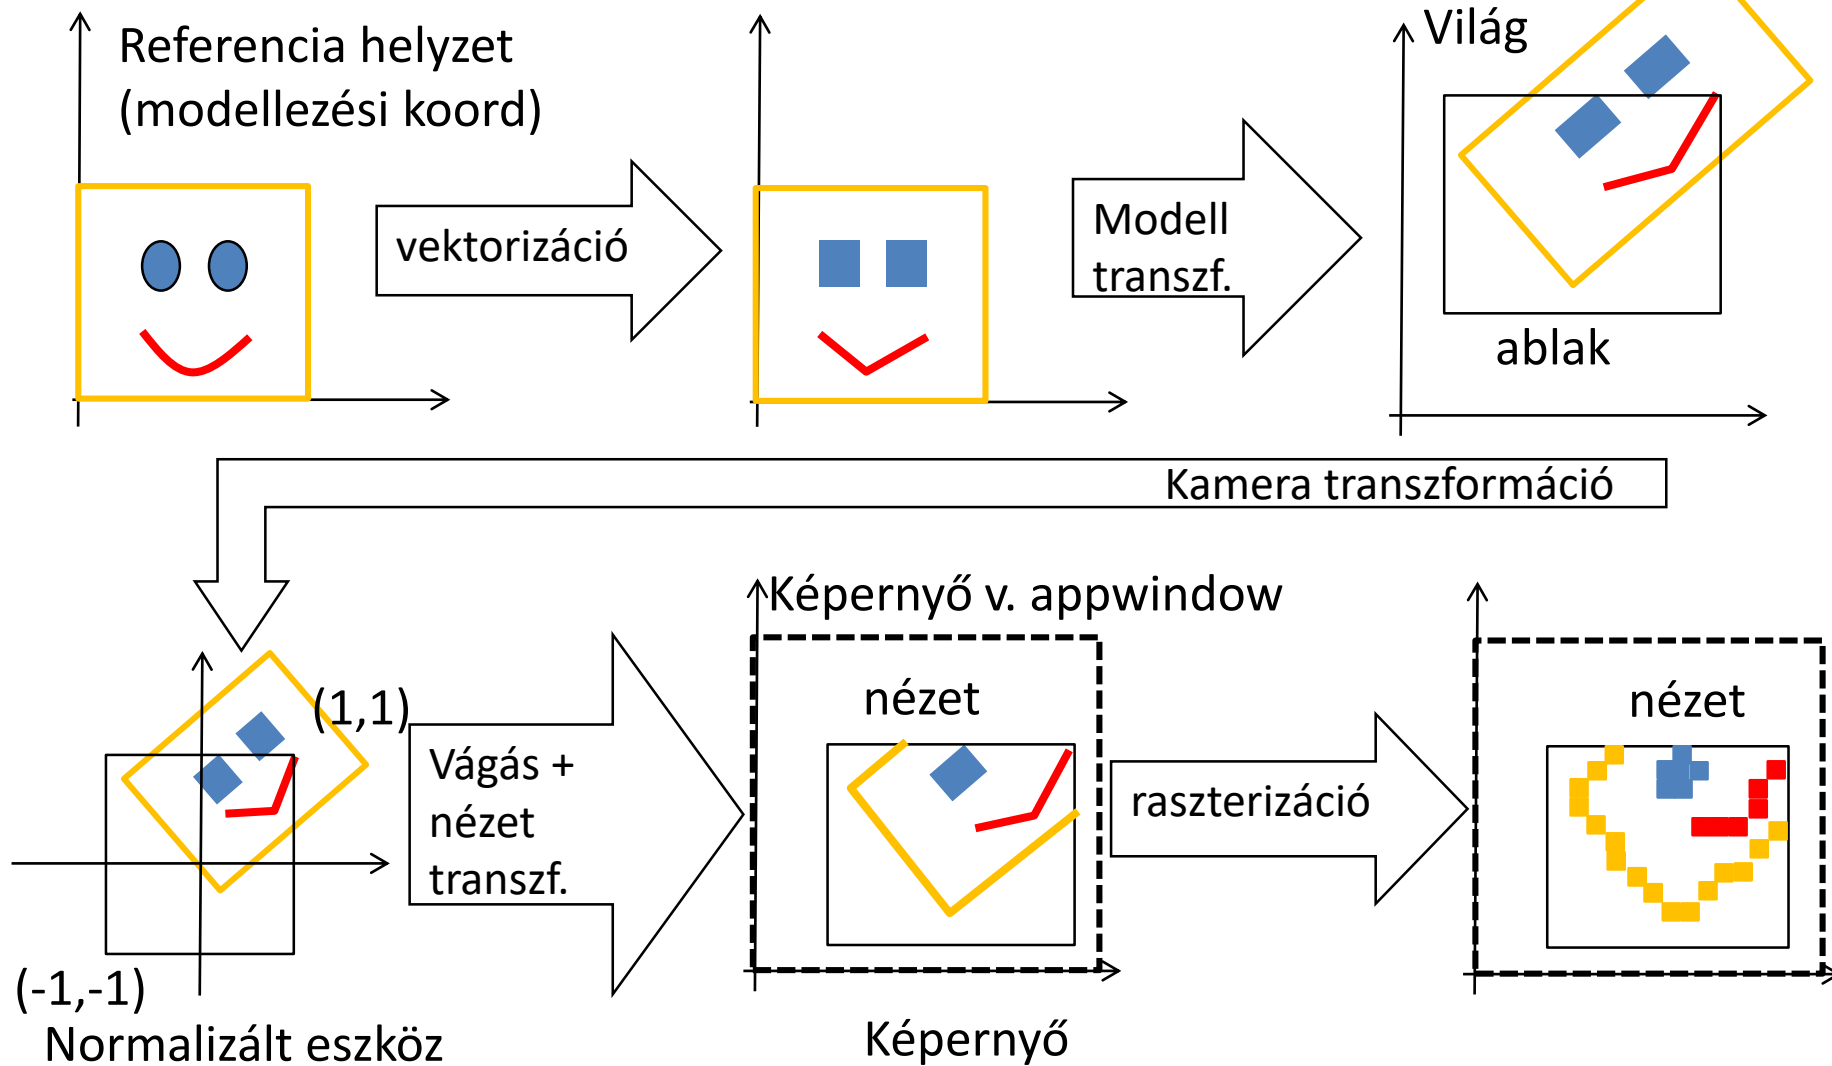 Referencia helyzet
(modellezési koord)
vektorizáció
Modell
transzf.
Világ
ablak
Kamera transzformáció
(1,1)
(-1,-1)
Normalizált eszköz
Vágás +
nézet
transzf.
Képernyő v. appwindow
nézet
Képernyő
raszterizáció
nézet